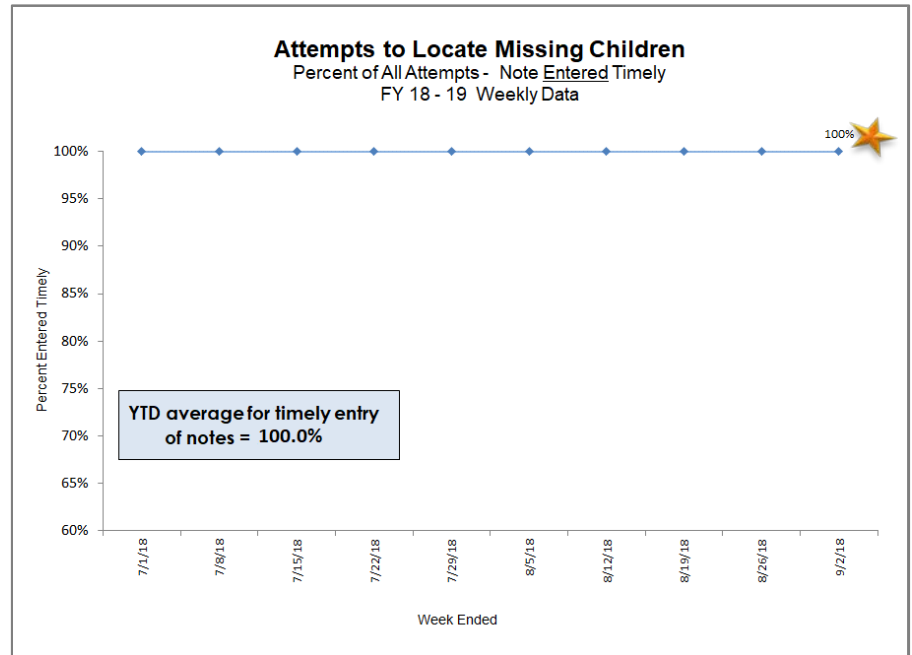 Attempts to Locate Missing Children
Percent of All Attempts - Note Entered Timely
FY 18 - 19 Weekly Data
100%
100%
95%
90%
85%
80%
75%
70%
65%
60%
Percent Entered Timely
YTD average for timely entry
of notes = 100.0%
7/1/18
7/8/18
7/15/18
7/22/18
7/29/18
8/5/18
8/12/18
8/19/18
8/26/18
9/2/18
Week Ended